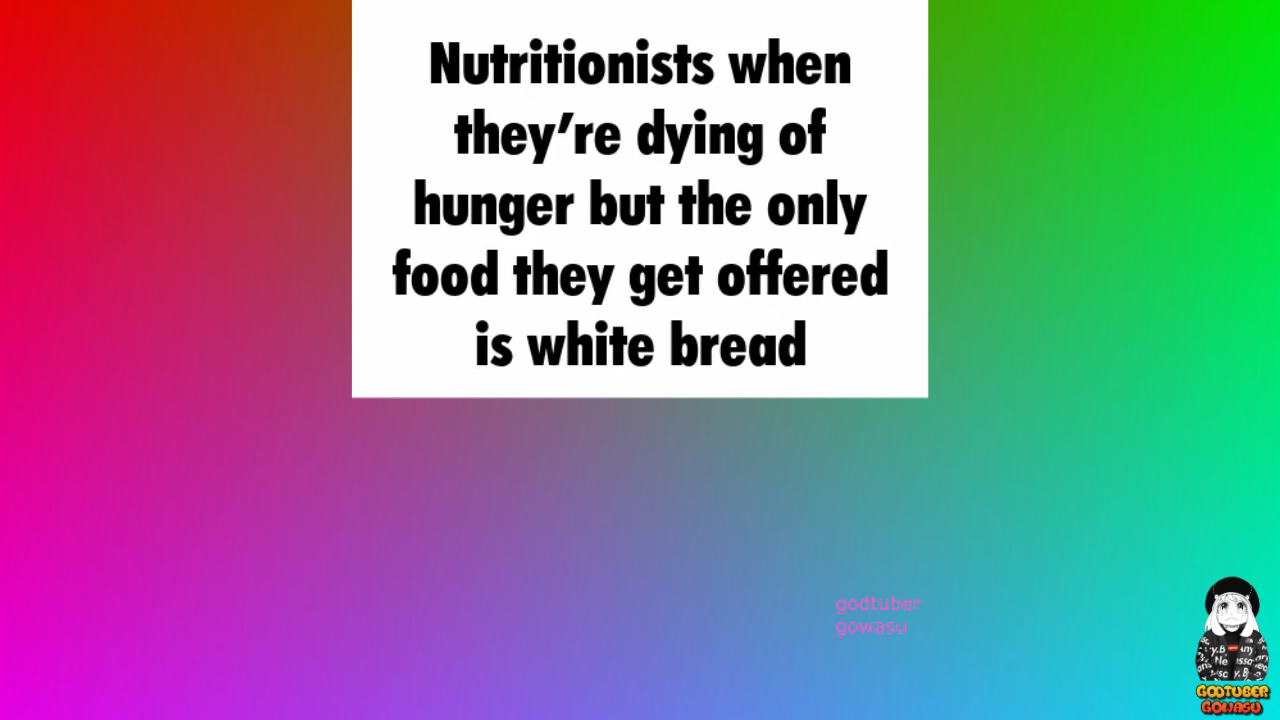 Nutritionists when
they’re dying of
hunger but the only
food they get offered
is white bread
godtuber
gowasu
GODTUBER
GOWASU